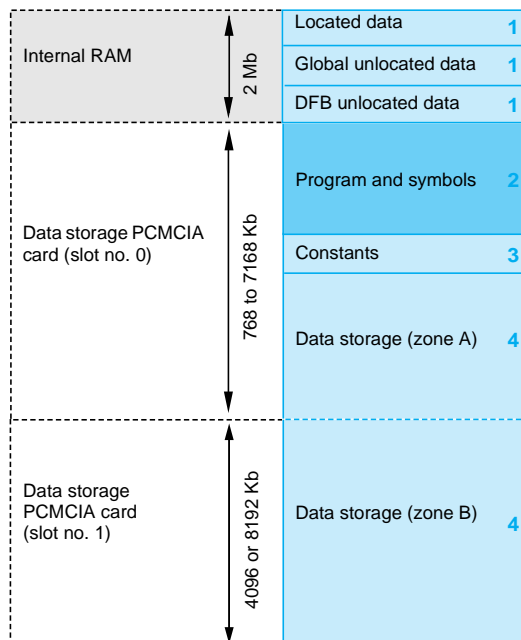 Internal RAM
2 Mb
Located data 1
Global unlocated data 1
DFB unlocated data 1
Data storage PCMCIA
card (slot no. 0)
768 to 7168 Kb
Program and symbols 2
Constants 3
Data storage (zone A) 4
Data storage
PCMCIA card
(slot no. 1)
4096 or 8192 Kb
Data storage (zone B) 4